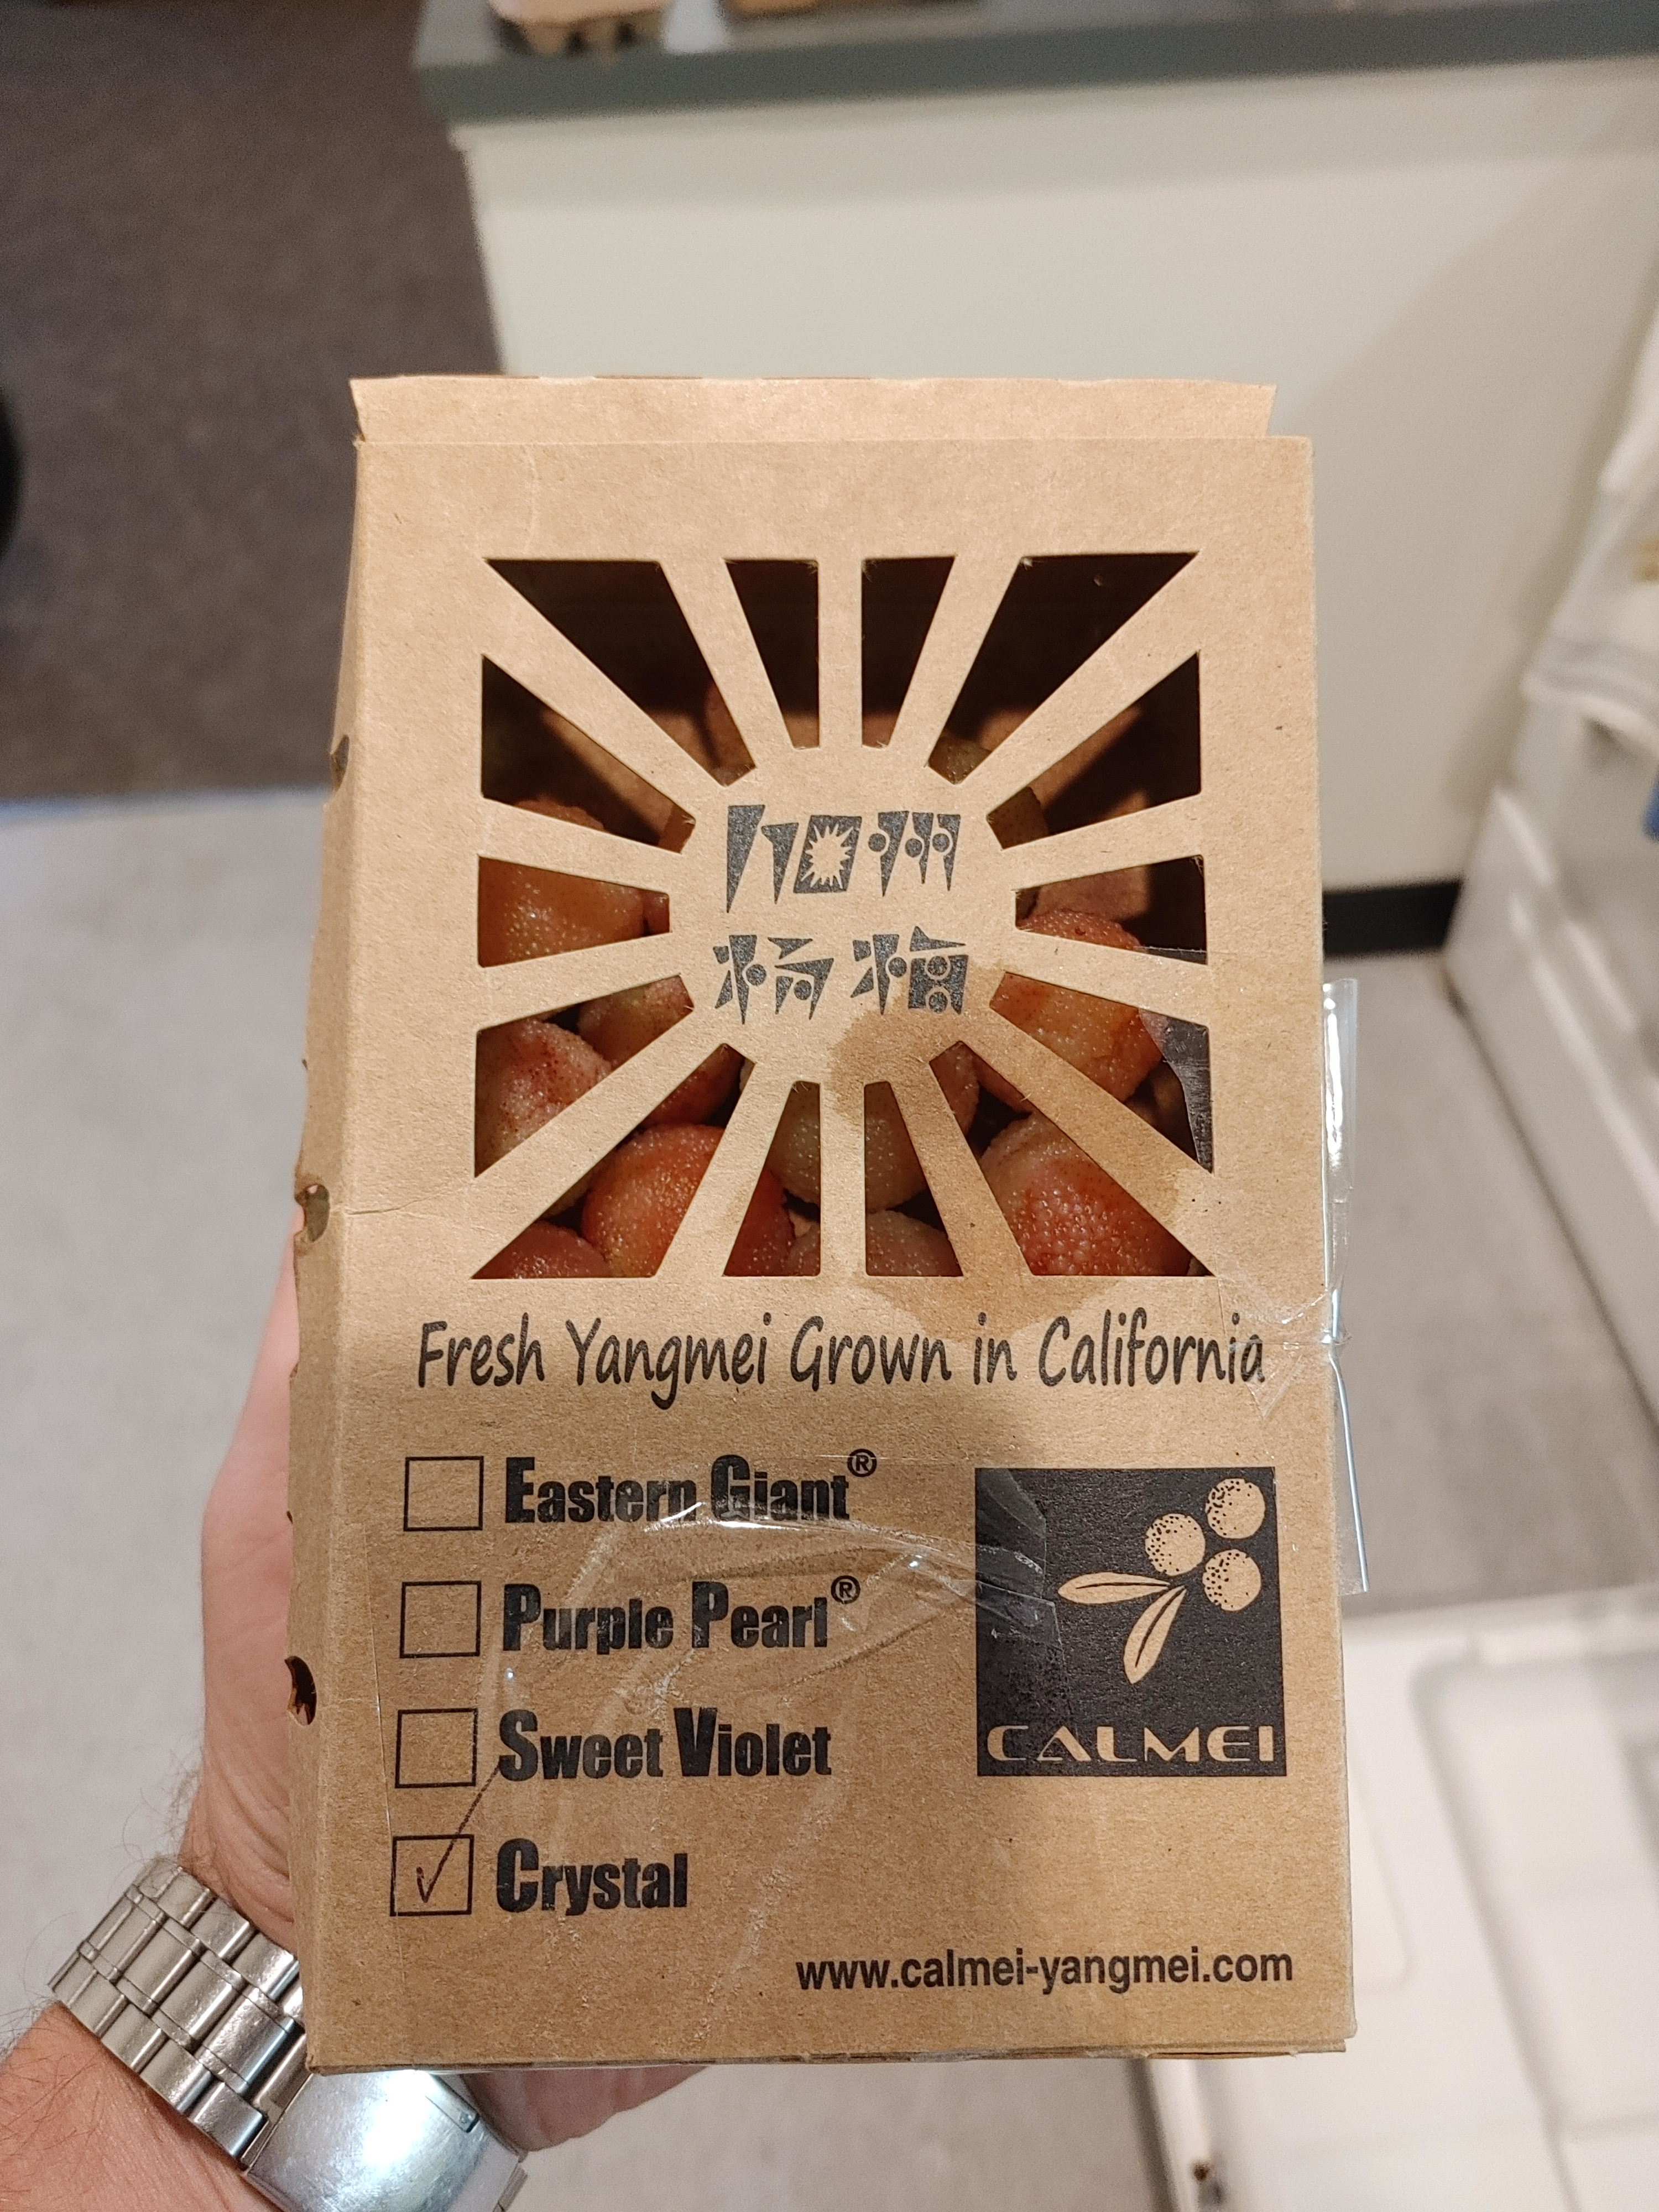 加州
杨梅
Fresh Yangmei Grown in California
Eastern Giant®
Purple Pearl®
Sweet Violet
Crystal
CALMEI
www.calmei-yangmei.com